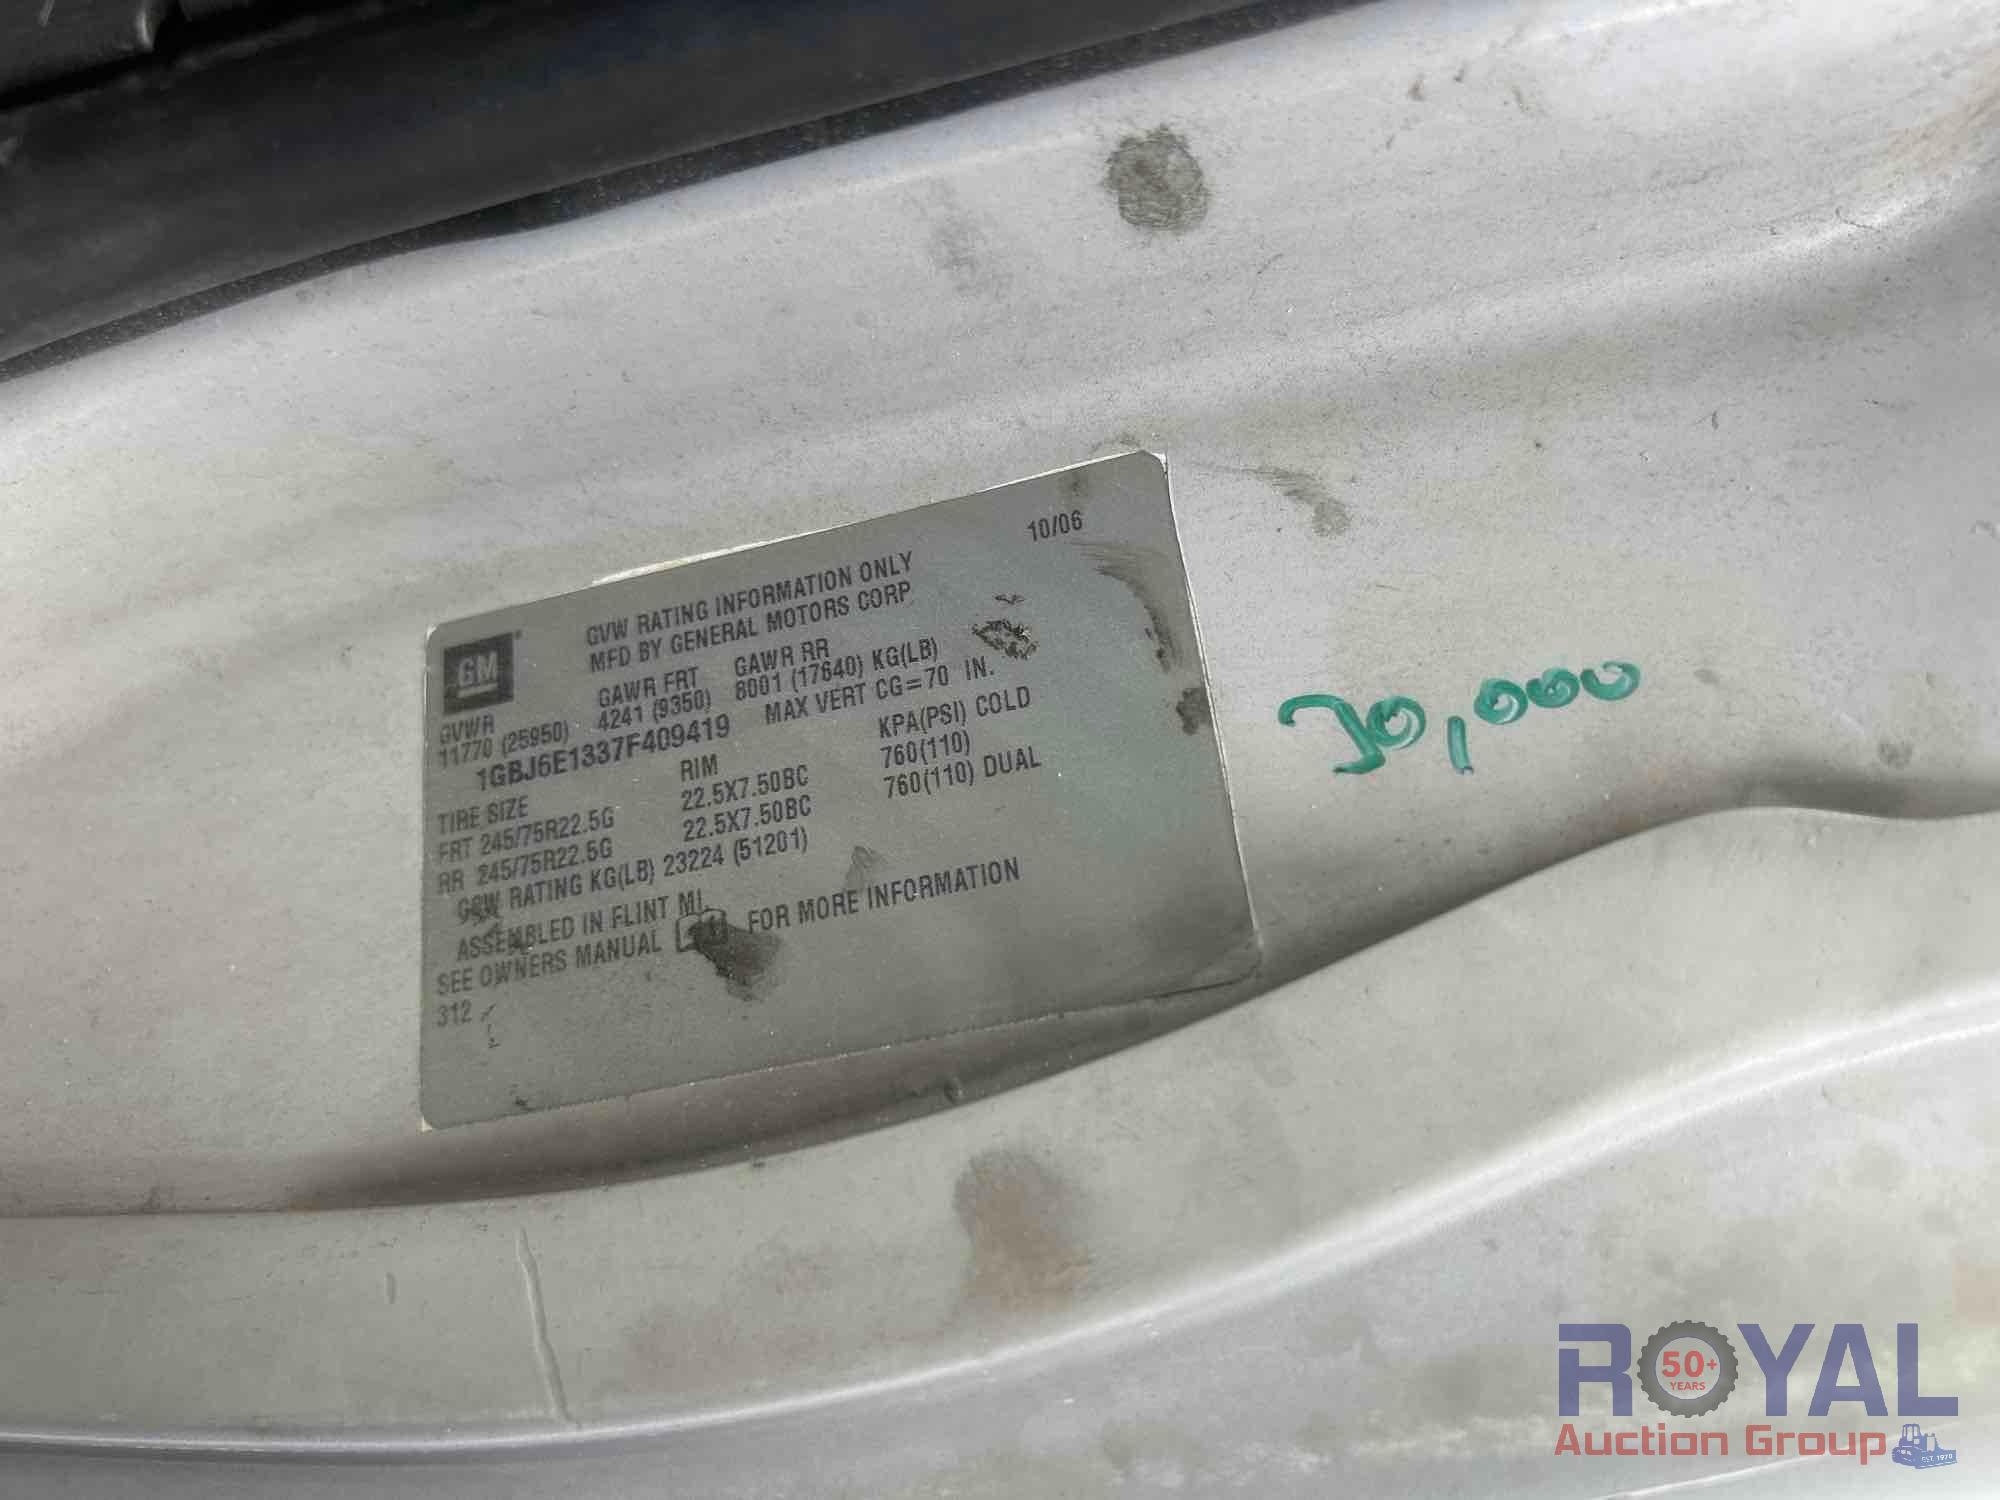 10/06
GM
GVW RATING INFORMATION ONLY
MFD BY GENERAL MOTORS CORP
GVWR GAWR FRT GAWR RR
11770 (25950) 4241 (9350) 8001 (17640) KG(LB)
1GBJ6E1337F409419 MAX VERT CG=70 IN.
TIRE SIZE RIM KPA(PSI) COLD
FRT 245/75R22.5G 22.5X7.50BC 760(110)
RR 245/75R22.5G 22.5X7.50BC 760(110) DUAL
GCW RATING KG(LB) 23224 (51201)
ASSEMBLED IN FLINT MI.
SEE OWNERS MANUAL FOR MORE INFORMATION
312
ROYAL
50+
YEARS
Auction Group
EST. 1970